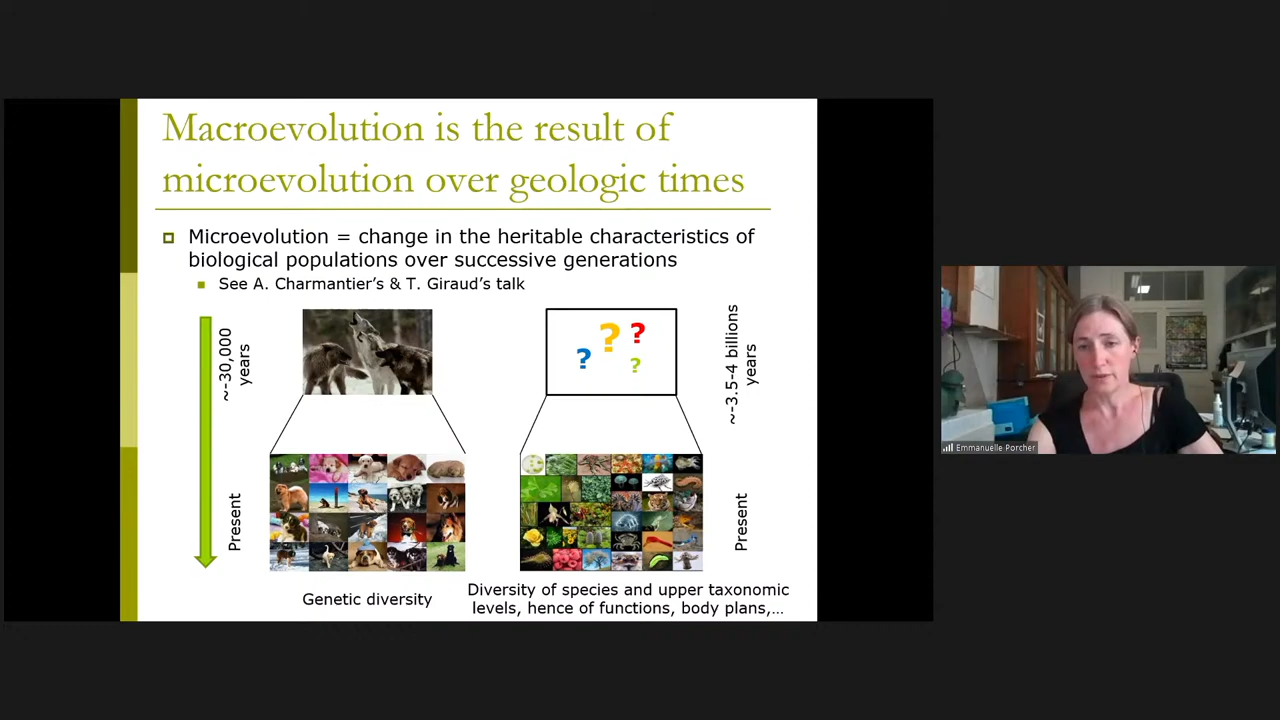 Macroevolution is the result of
microevolution over geologic times
Microevolution = change in the heritable characteristics of
biological populations over successive generations
See A. Charmantier's & T. Giraud's talk
~-30,000
years
? ? ? ?
~-3.5-4 billions
years
Present
Present
Genetic diversity
Diversity of species and upper taxonomic
levels, hence of functions, body plans,...
Emmanuelle Porcher